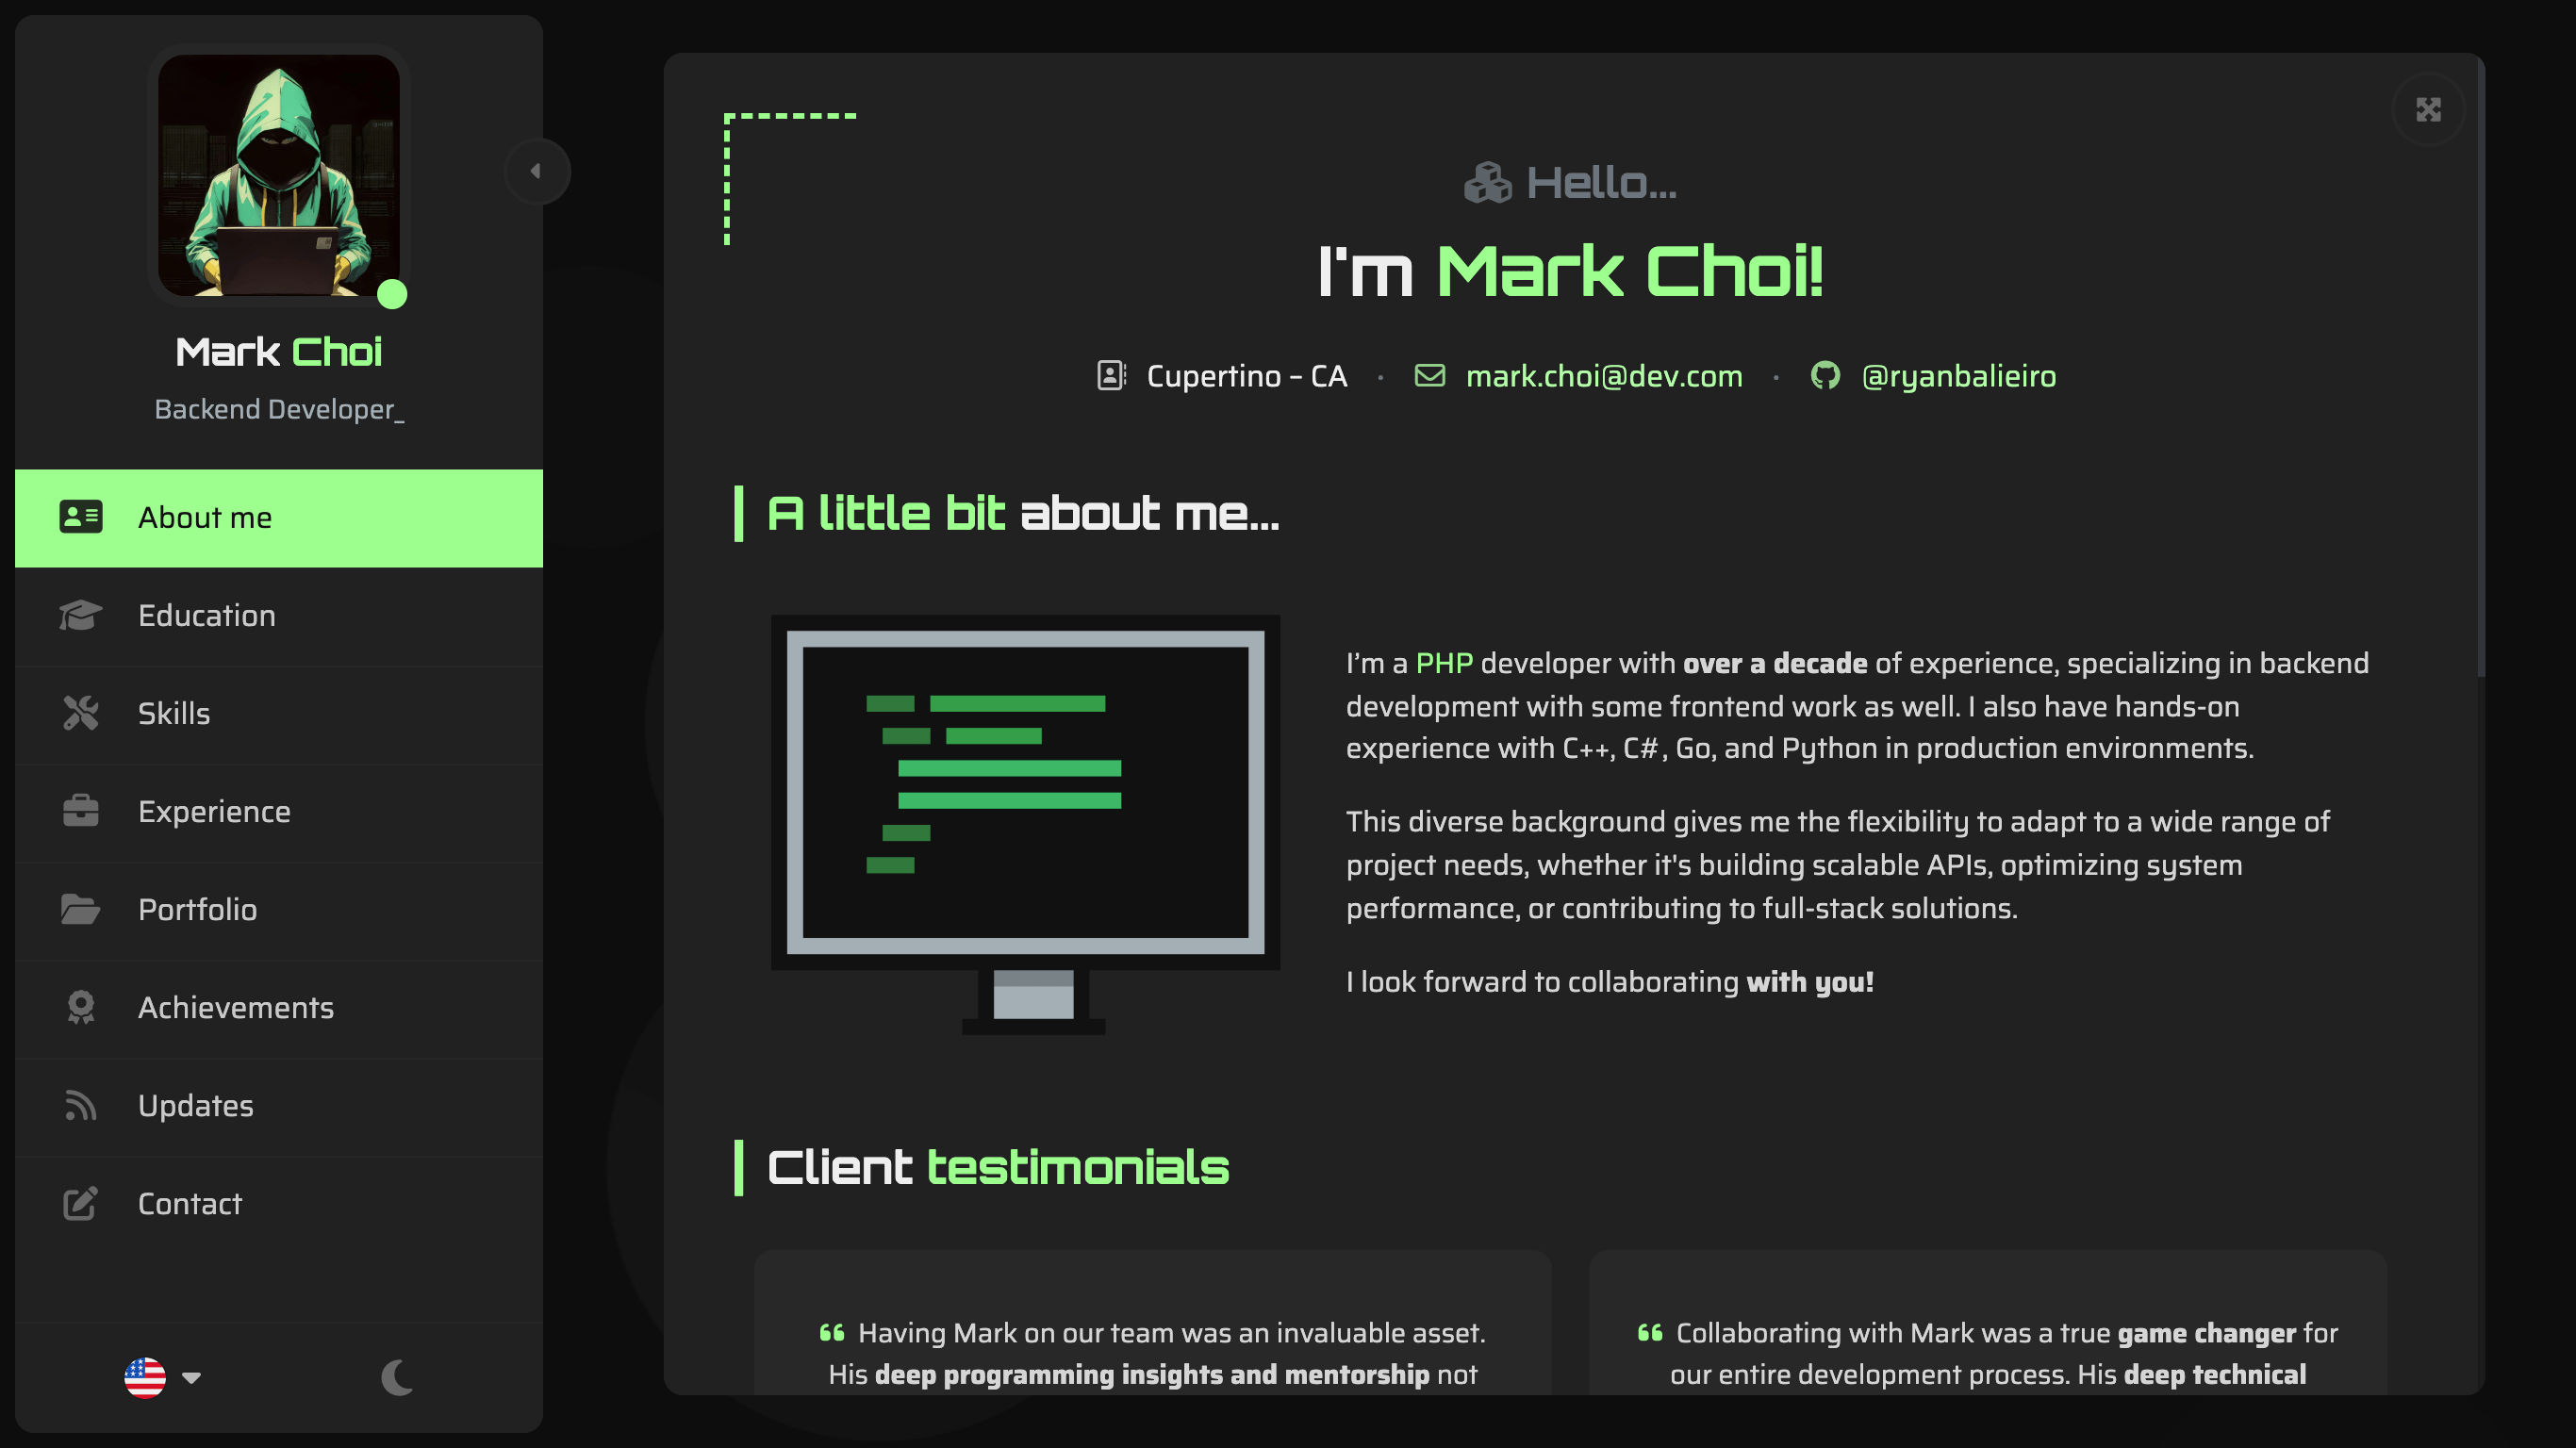 Mark Choi
Backend Developer_
About me
Education
Skills
Experience
Portfolio
Achievements
Updates
Contact
Hello...
I'm Mark Choi!
Cupertino – CA · mark.choi@dev.com · @ryanbalieiro
A little bit about me...
I’m a PHP developer with over a decade of experience, specializing in backend
development with some frontend work as well. I also have hands-on
experience with C++, C#, Go, and Python in production environments.
This diverse background gives me the flexibility to adapt to a wide range of
project needs, whether it's building scalable APIs, optimizing system
performance, or contributing to full-stack solutions.
I look forward to collaborating with you!
Client testimonials
“ Having Mark on our team was an invaluable asset.
His deep programming insights and mentorship not
“ Collaborating with Mark was a true game changer for
our entire development process. His deep technical